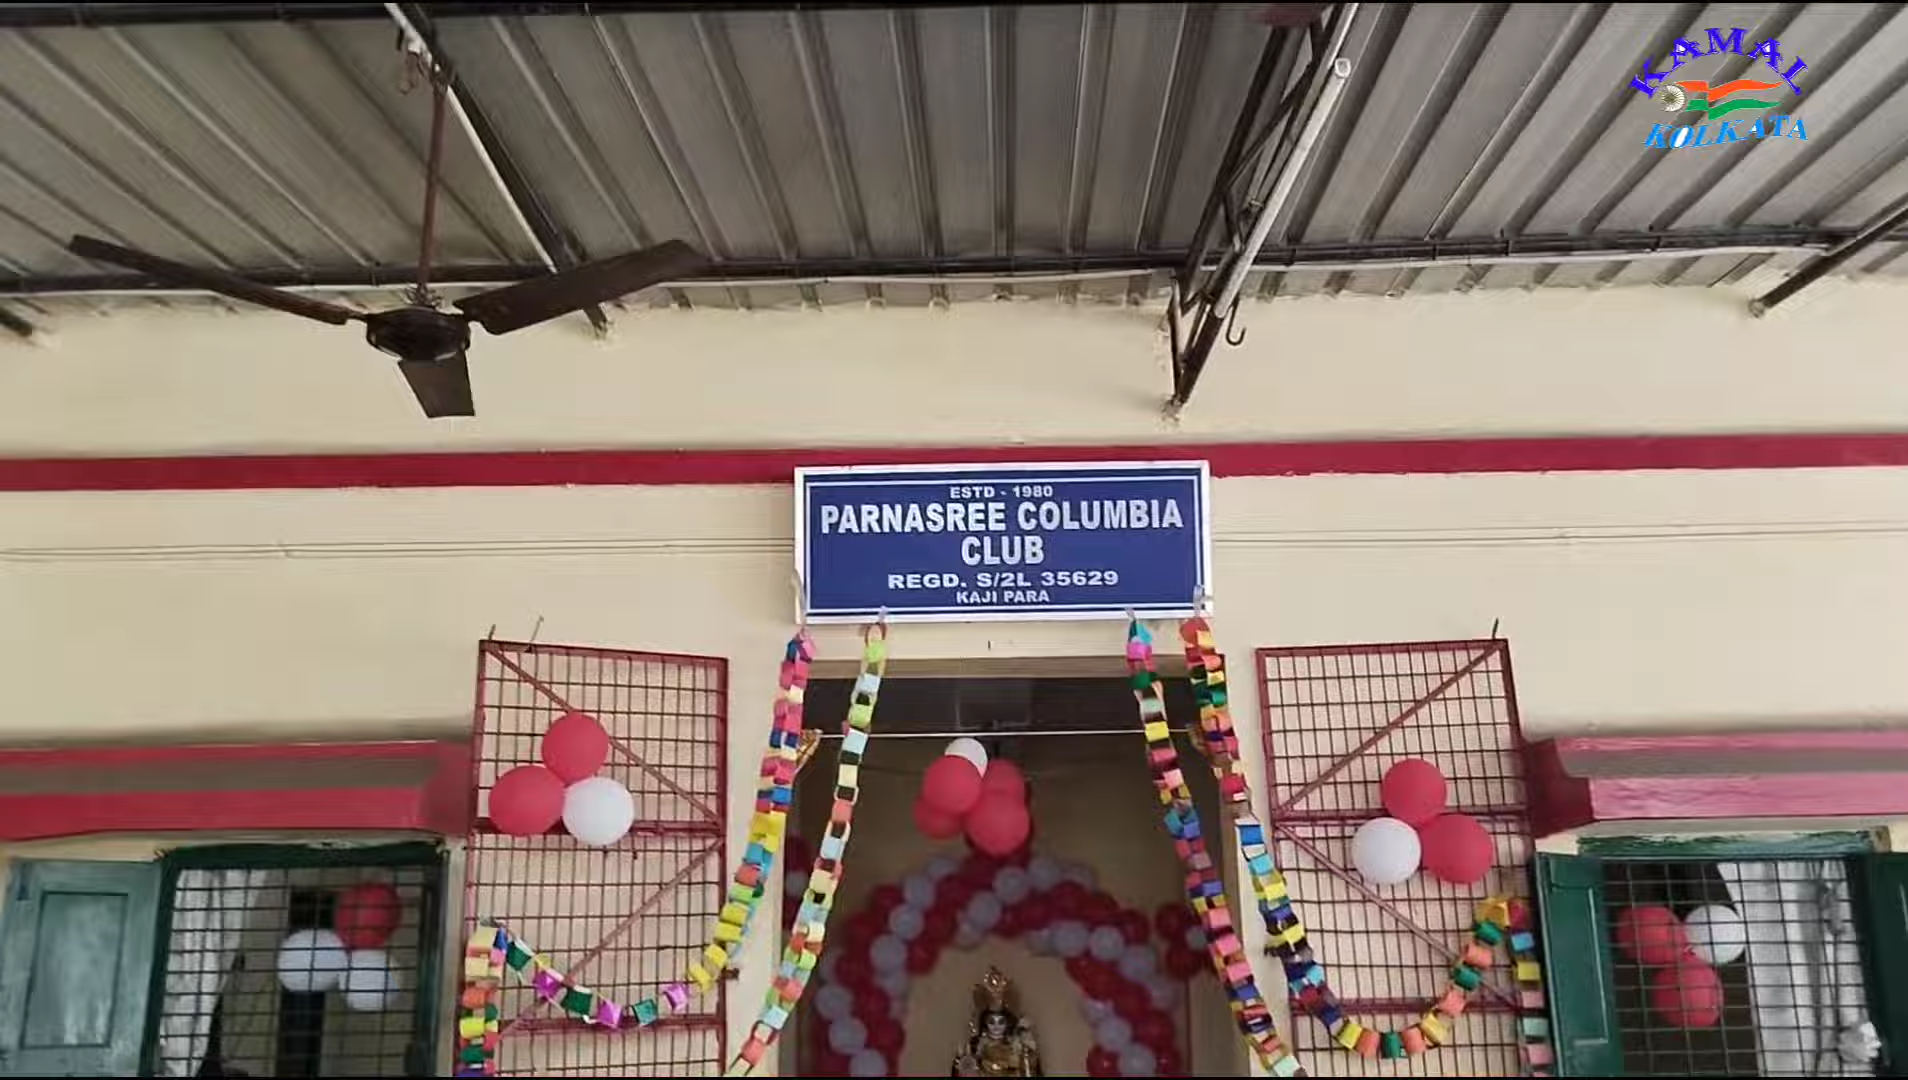 KAMAL
KOLKATA
ESTD - 1980
PARNASREE COLUMBIA
CLUB
REGD. S/2L 35629
KAJI PARA